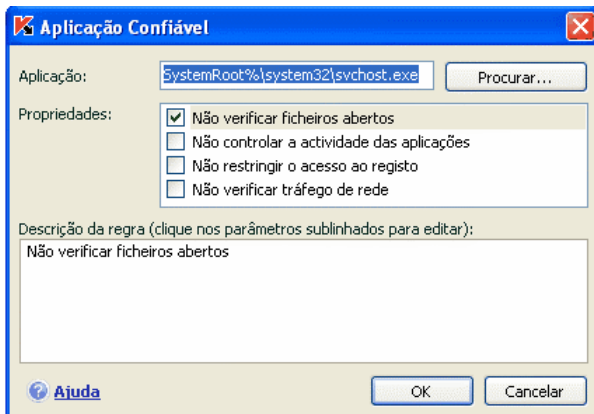 Aplicação Confiável
Aplicação: SystemRoot%\system32\svchost.exe Procurar...
Propriedades:
Não verificar ficheiros abertos
Não controlar a actividade das aplicações
Não restringir o acesso ao registo
Não verificar tráfego de rede
Descrição da regra (clique nos parâmetros sublinhados para editar):
Não verificar ficheiros abertos
Ajuda OK Cancelar